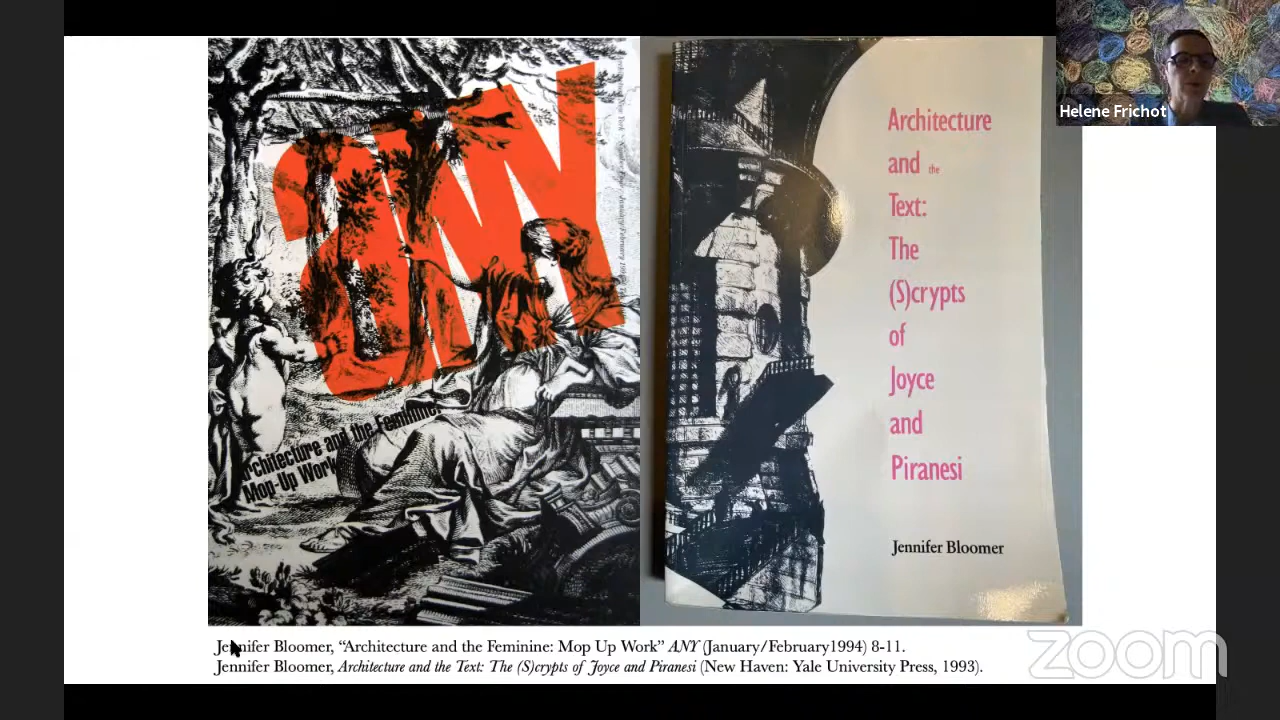 ANY
Architecture and the Feminine:
Mop-Up Work
Architecture
and the
Text:
The
(S)crypts
of
Joyce
and
Piranesi
Jennifer Bloomer
Helene Frichot
Jennifer Bloomer, “Architecture and the Feminine: Mop Up Work” ANY (January/February1994) 8-11.
Jennifer Bloomer, Architecture and the Text: The (S)crypts of Joyce and Piranesi (New Haven: Yale University Press, 1993).
zoom